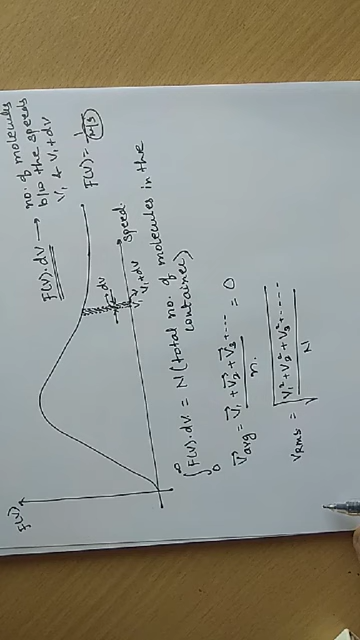 F(v).dv → no. of molecules
b/w the speeds
v₁ & v₁+dv
F(v) = 1/(m/s)
F(v)
dv
v₁ v₁+dv
speed.
∫₀^∞ F(v).dv = N (total no. of molecules in the
container)
v⃗avg = (v⃗₁ + v⃗₂ + v⃗₃ + ....)/n. = 0
vRms = √((v₁² + v₂² + v₃² + ....)/N)